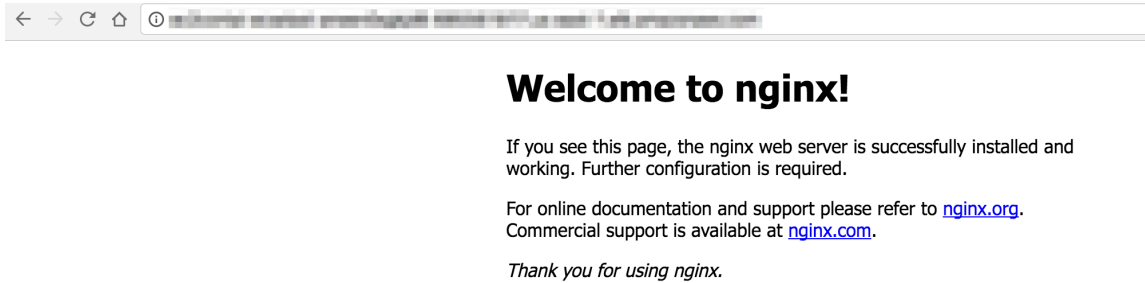 Welcome to nginx!
If you see this page, the nginx web server is successfully installed and
working. Further configuration is required.
For online documentation and support please refer to nginx.org.
Commercial support is available at nginx.com.
Thank you for using nginx.